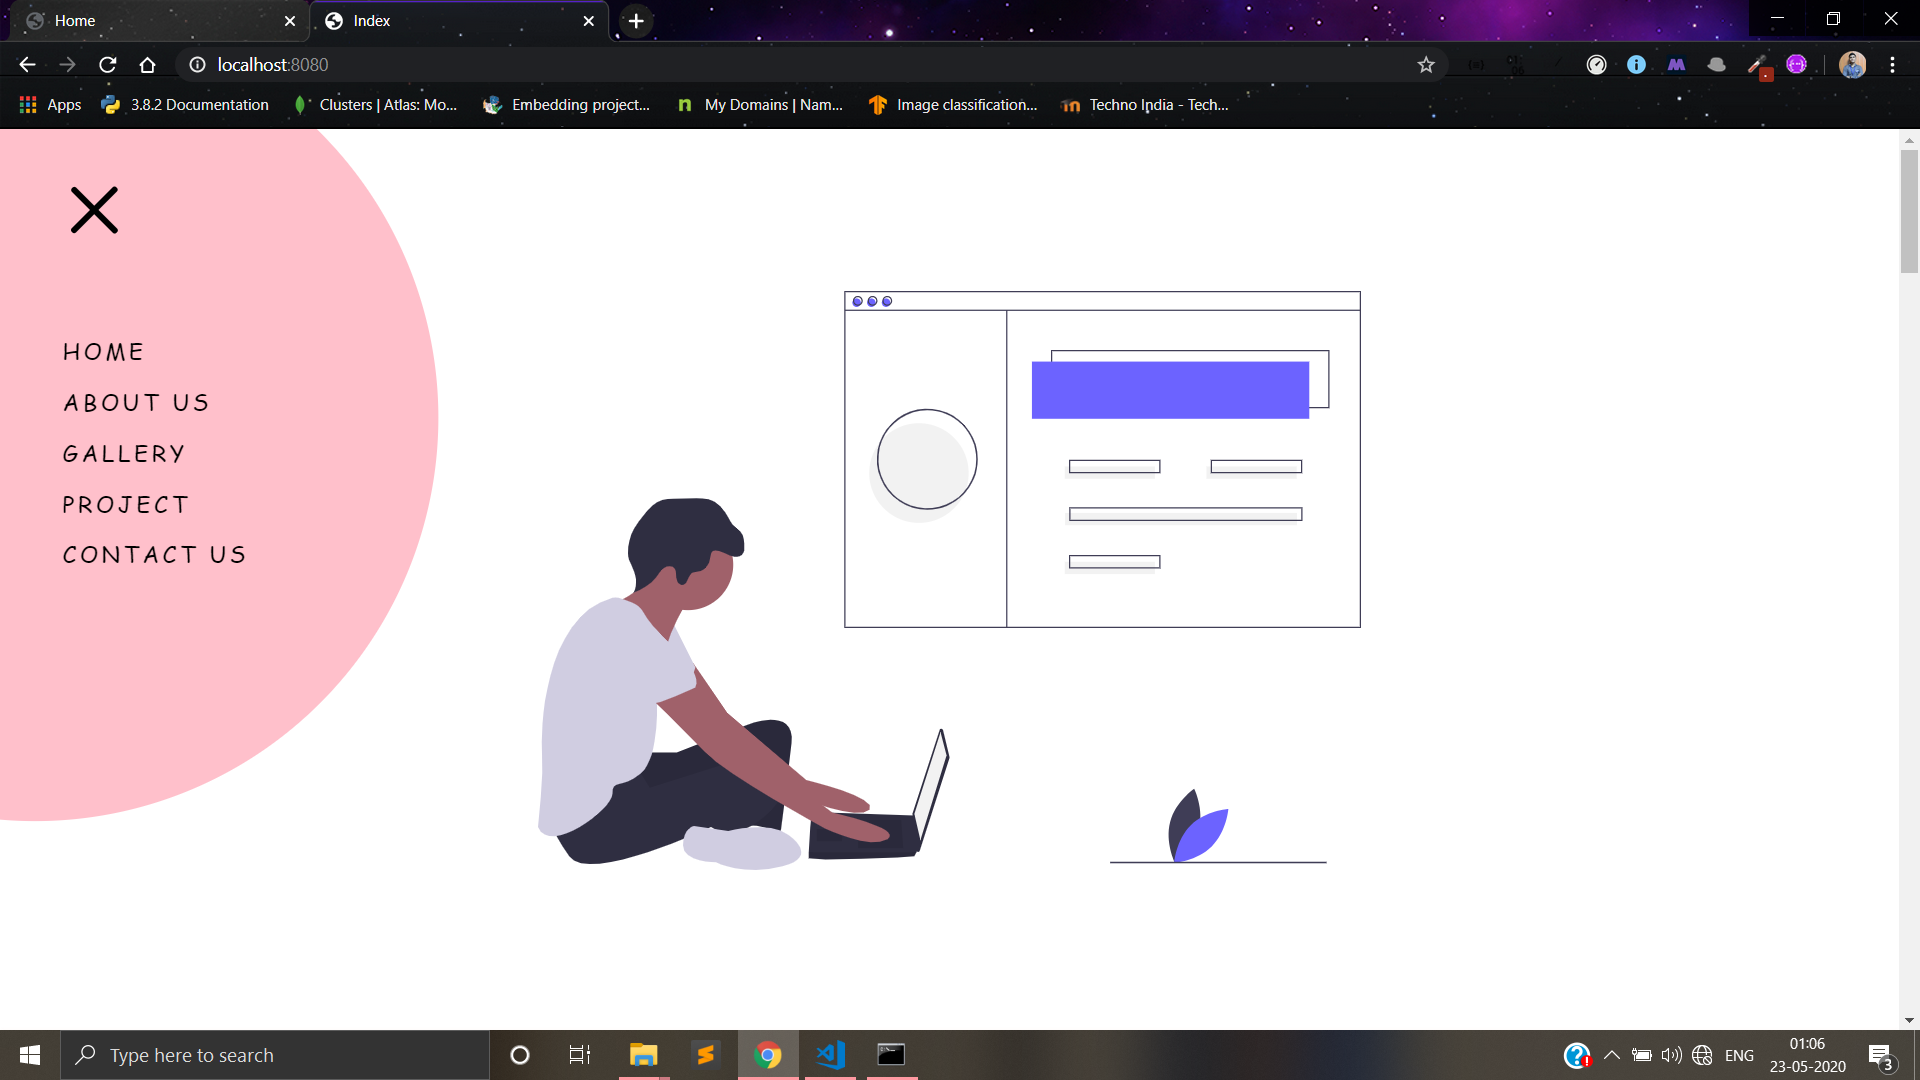 Home
Index
localhost:8080
Apps
3.8.2 Documentation
Clusters | Atlas: Mo...
Embedding project...
My Domains | Nam...
Image classification...
Techno India - Tech...
HOME
ABOUT US
GALLERY
PROJECT
CONTACT US
Type here to search
ENG
01:06
23-05-2020
3